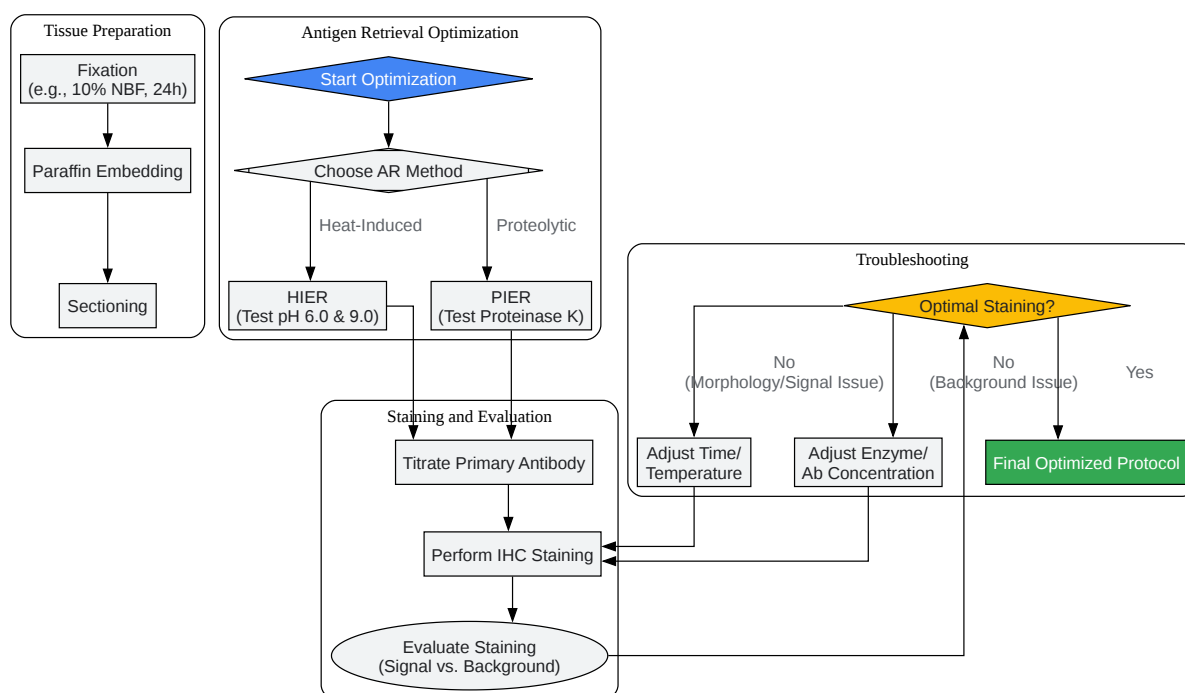 Tissue Preparation
Fixation
(e.g., 10% NBF, 24h)
Paraffin Embedding
Sectioning
Antigen Retrieval Optimization
Start Optimization
Choose AR Method
Heat-Induced
Proteolytic
HIER
(Test pH 6.0 & 9.0)
PIER
(Test Proteinase K)
Troubleshooting
Optimal Staining?
No
(Morphology/Signal Issue)
No
(Background Issue)
Yes
Adjust Time/
Temperature
Adjust Enzyme/
Ab Concentration
Final Optimized Protocol
Staining and Evaluation
Titrate Primary Antibody
Perform IHC Staining
Evaluate Staining
(Signal vs. Background)